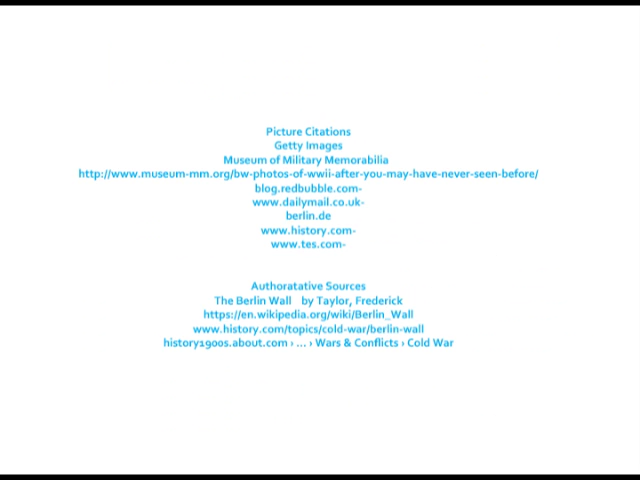 Picture Citations
Getty Images
Museum of Military Memorabilia
http://www.museum-mm.org/bw-photos-of-wwii-after-you-may-have-never-seen-before/
blog.redbubble.com-
www.dailymail.co.uk-
berlin.de
www.history.com-
www.tes.com-
Authoratative Sources
The Berlin Wall by Taylor, Frederick
https://en.wikipedia.org/wiki/Berlin_Wall
www.history.com/topics/cold-war/berlin-wall
history1900s.about.com › ... › Wars & Conflicts › Cold War